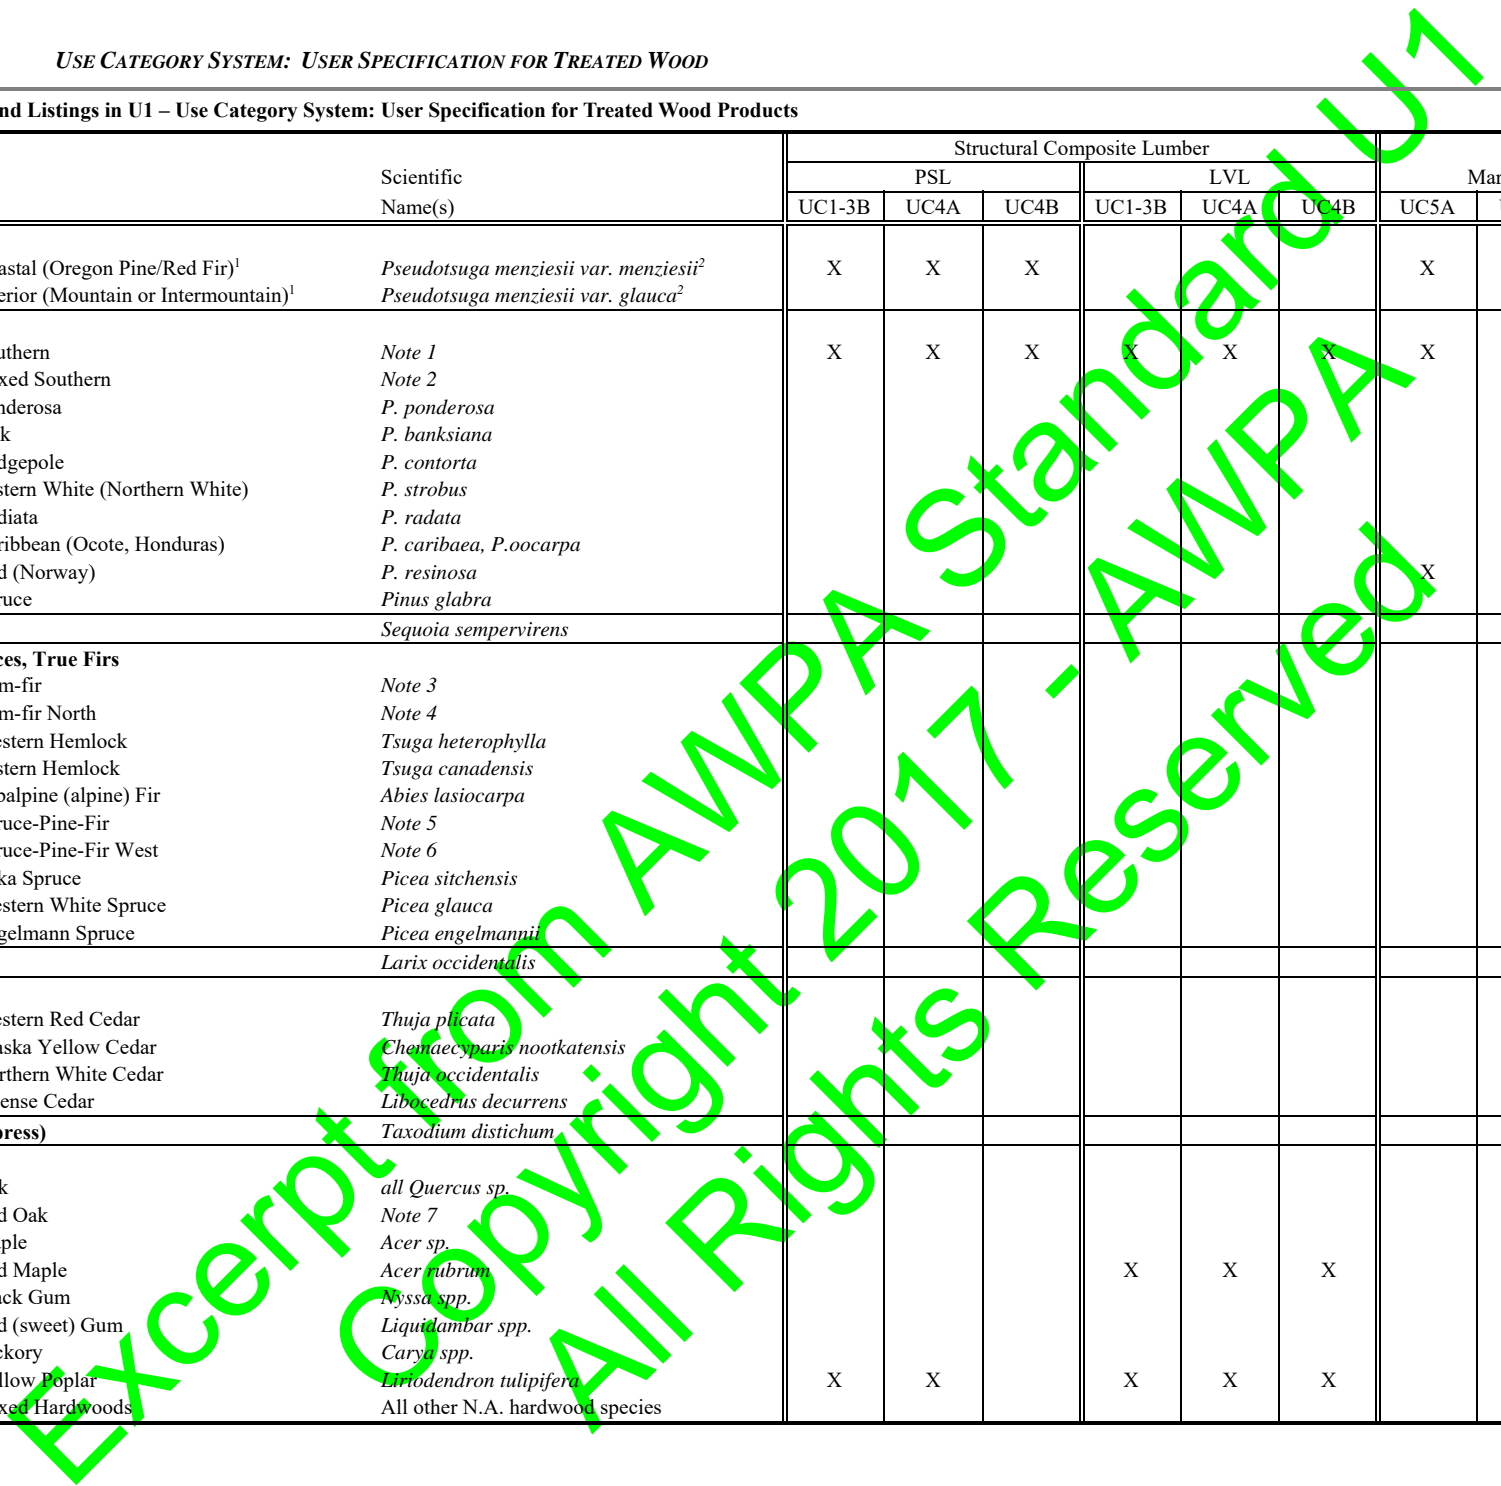 USE CATEGORY SYSTEM: USER SPECIFICATION FOR TREATED WOOD
nd Listings in U1 – Use Category System: User Specification for Treated Wood Products
Structural Composite Lumber
Scientific PSL LVL Mar
Name(s) UC1-3B UC4A UC4B UC1-3B UC4A UC4B UC5A
astal (Oregon Pine/Red Fir)1 Pseudotsuga menziesii var. menziesii2 X X X X
erior (Mountain or Intermountain)1 Pseudotsuga menziesii var. glauca2
uthern Note 1 X X X X X X X
xed Southern Note 2
nderosa P. ponderosa
k P. banksiana
dgepole P. contorta
stern White (Northern White) P. strobus
diata P. radata
ribbean (Ocote, Honduras) P. caribaea, P.oocarpa
d (Norway) P. resinosa X
ruce Pinus glabra
Sequoia sempervirens
ces, True Firs
m-fir Note 3
m-fir North Note 4
estern Hemlock Tsuga heterophylla
stern Hemlock Tsuga canadensis
balpine (alpine) Fir Abies lasiocarpa
ruce-Pine-Fir Note 5
ruce-Pine-Fir West Note 6
ka Spruce Picea sitchensis
estern White Spruce Picea glauca
gelmann Spruce Picea engelmannii
Larix occidentalis
estern Red Cedar Thuja plicata
aska Yellow Cedar Chemaecyparis nootkatensis
rthern White Cedar Thuja occidentalis
ense Cedar Libocedrus decurrens
press) Taxodium distichum
k all Quercus sp.
d Oak Note 7
aple Acer sp.
d Maple Acer rubrum X X X
ack Gum Nyssa spp.
d (sweet) Gum Liquidambar spp.
ckory Carya spp.
llow Poplar Liriodendron tulipifera X X X X X
xed Hardwoods All other N.A. hardwood species
Excerpt from AWPA Standard U1
Copyright 2017 - AWPA
All Rights Reserved